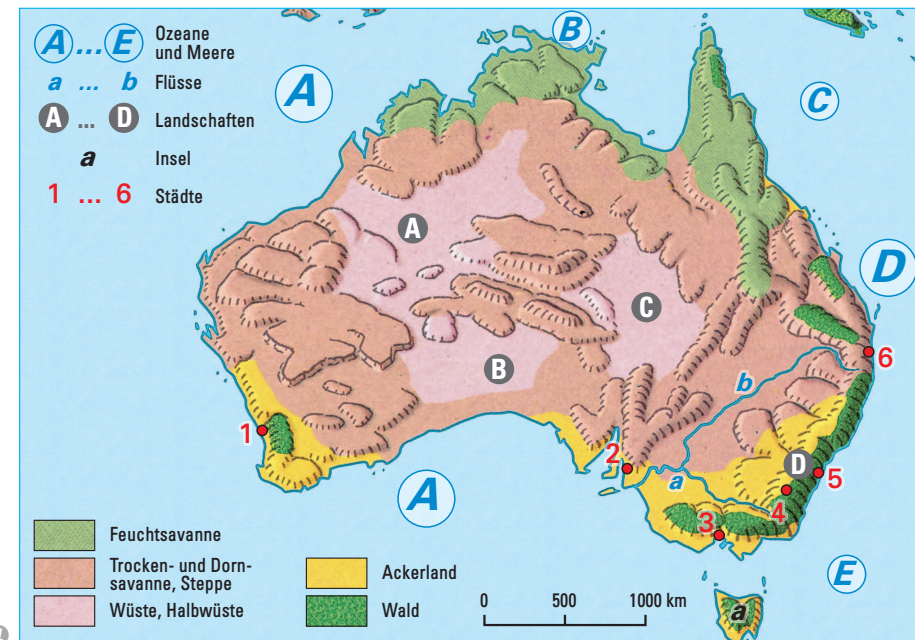 A ... E Ozeane
und Meere
a ... b Flüsse
A ... D Landschaften
a Insel
1 ... 6 Städte
B
A
C
D
A
C
B
6
b
1
2
a
D
5
4
3
A
E
a
Feuchtsavanne
Trocken- und Dorn-
savanne, Steppe
Wüste, Halbwüste
Ackerland
Wald
0 500 1000 km